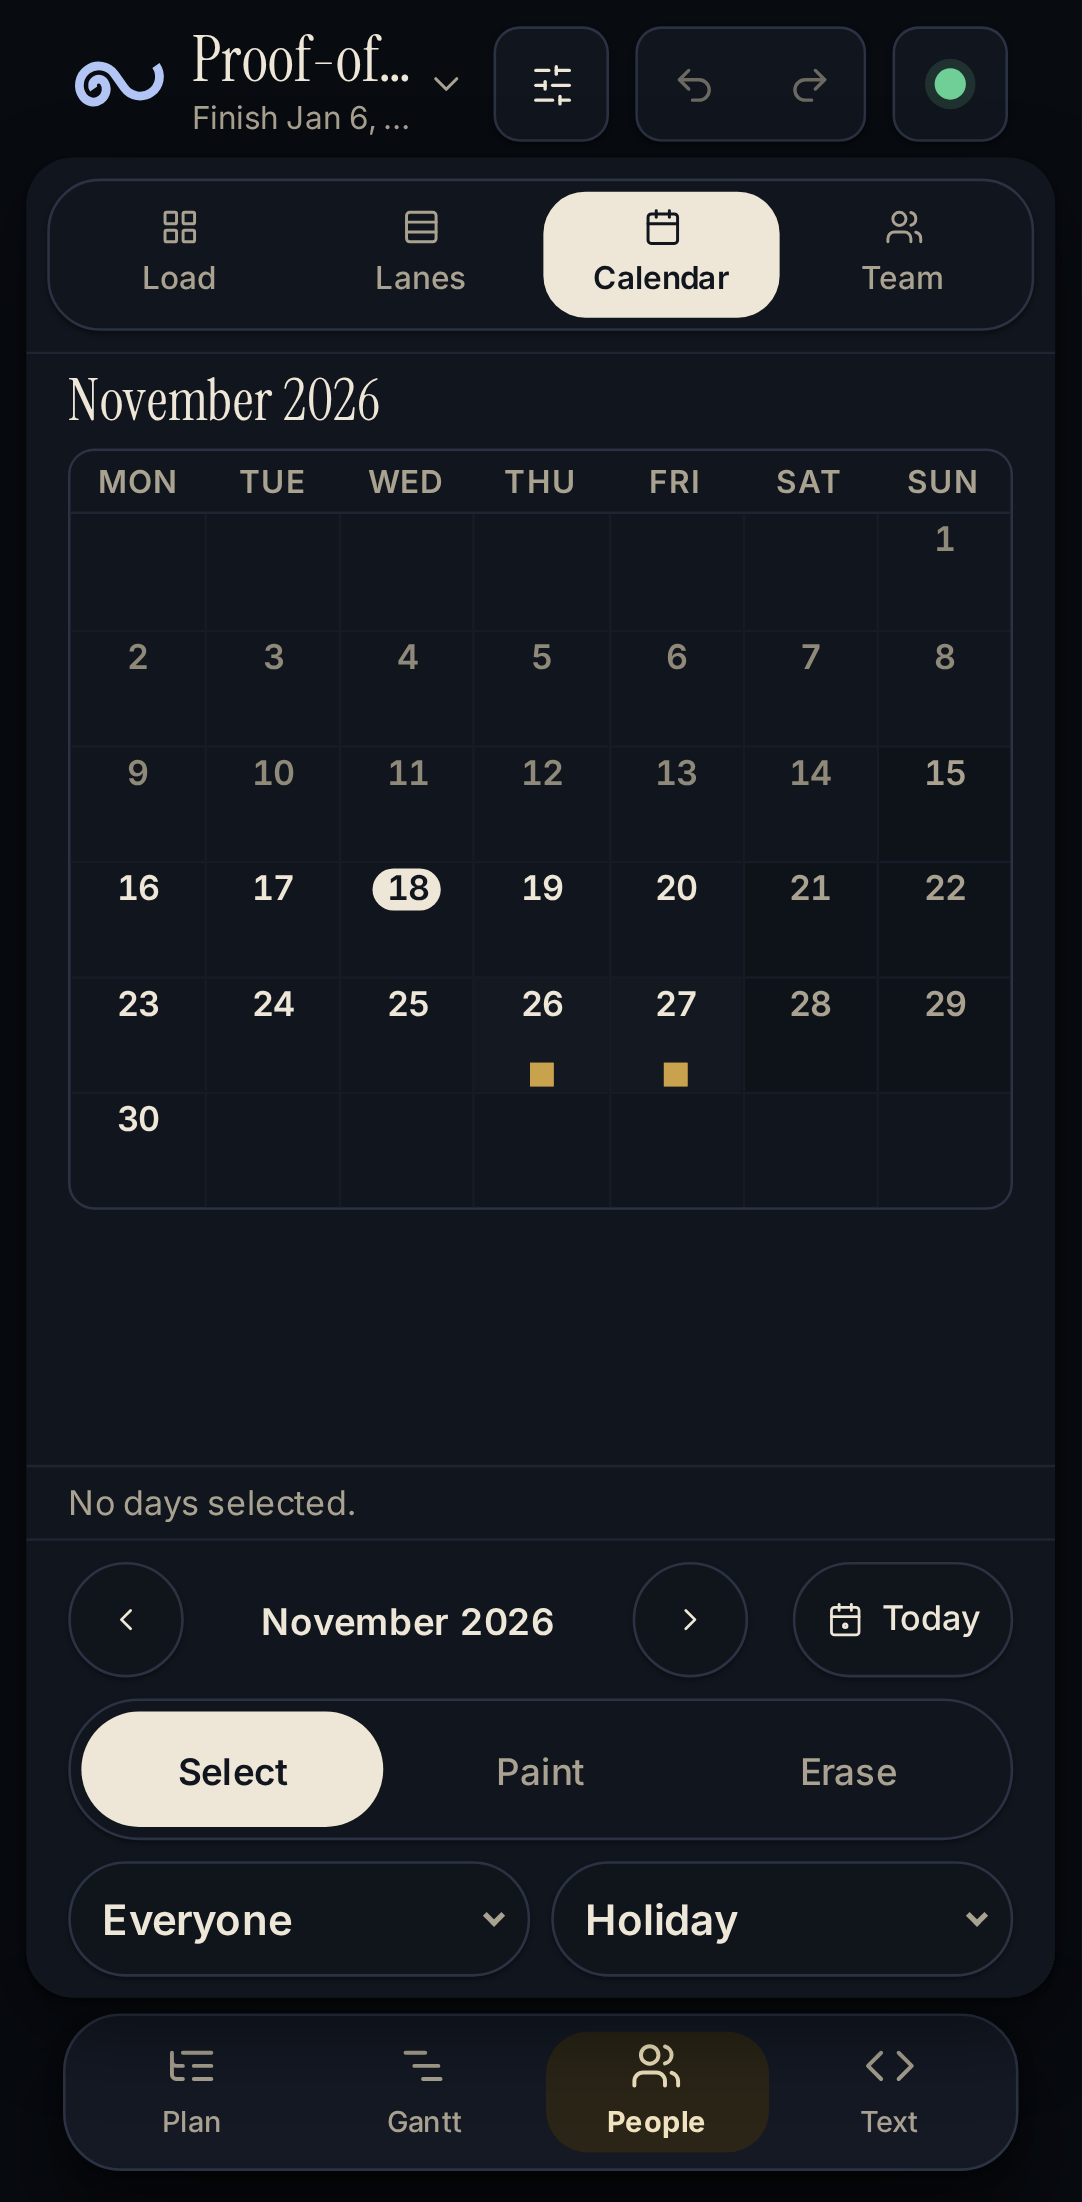 Proof-of…
Finish Jan 6, …
Load Lanes Calendar Team
November 2026
MON TUE WED THU FRI SAT SUN
1
2 3 4 5 6 7 8
9 10 11 12 13 14 15
16 17 18 19 20 21 22
23 24 25 26 27 28 29
30
No days selected.
November 2026 Today
Select Paint Erase
Everyone Holiday
Plan Gantt People Text